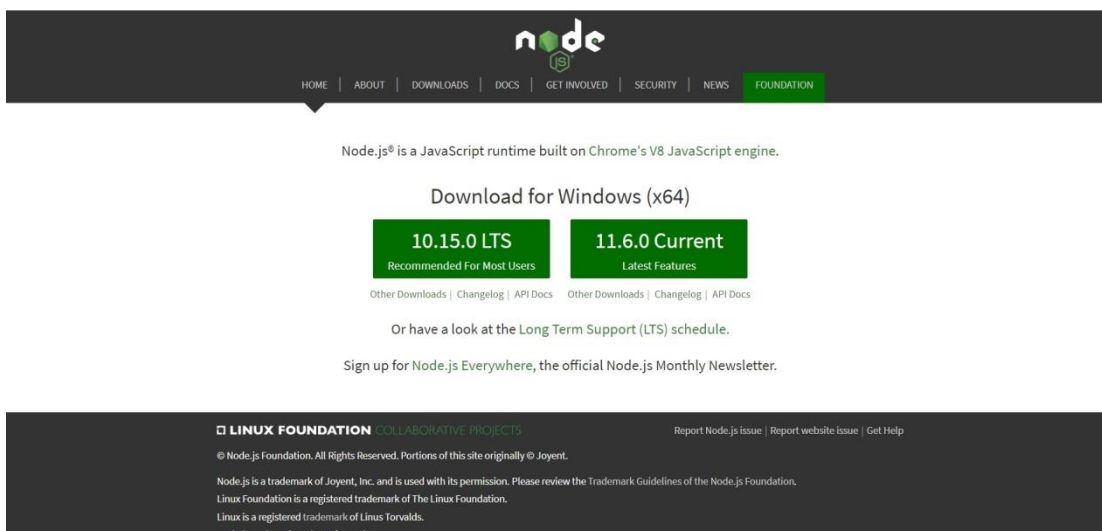 node
JS
HOME | ABOUT | DOWNLOADS | DOCS | GET INVOLVED | SECURITY | NEWS FOUNDATION
Node.js® is a JavaScript runtime built on Chrome's V8 JavaScript engine.
Download for Windows (x64)
10.15.0 LTS
Recommended For Most Users
11.6.0 Current
Latest Features
Other Downloads | Changelog | API Docs Other Downloads | Changelog | API Docs
Or have a look at the Long Term Support (LTS) schedule.
Sign up for Node.js Everywhere, the official Node.js Monthly Newsletter.
LINUX FOUNDATION COLLABORATIVE PROJECTS
Report Node.js issue | Report website issue | Get Help
© Node.js Foundation. All Rights Reserved. Portions of this site originally © Joyent.
Node.js is a trademark of Joyent, Inc. and is used with its permission. Please review the Trademark Guidelines of the Node.js Foundation.
Linux Foundation is a registered trademark of The Linux Foundation.
Linux is a registered trademark of Linus Torvalds.